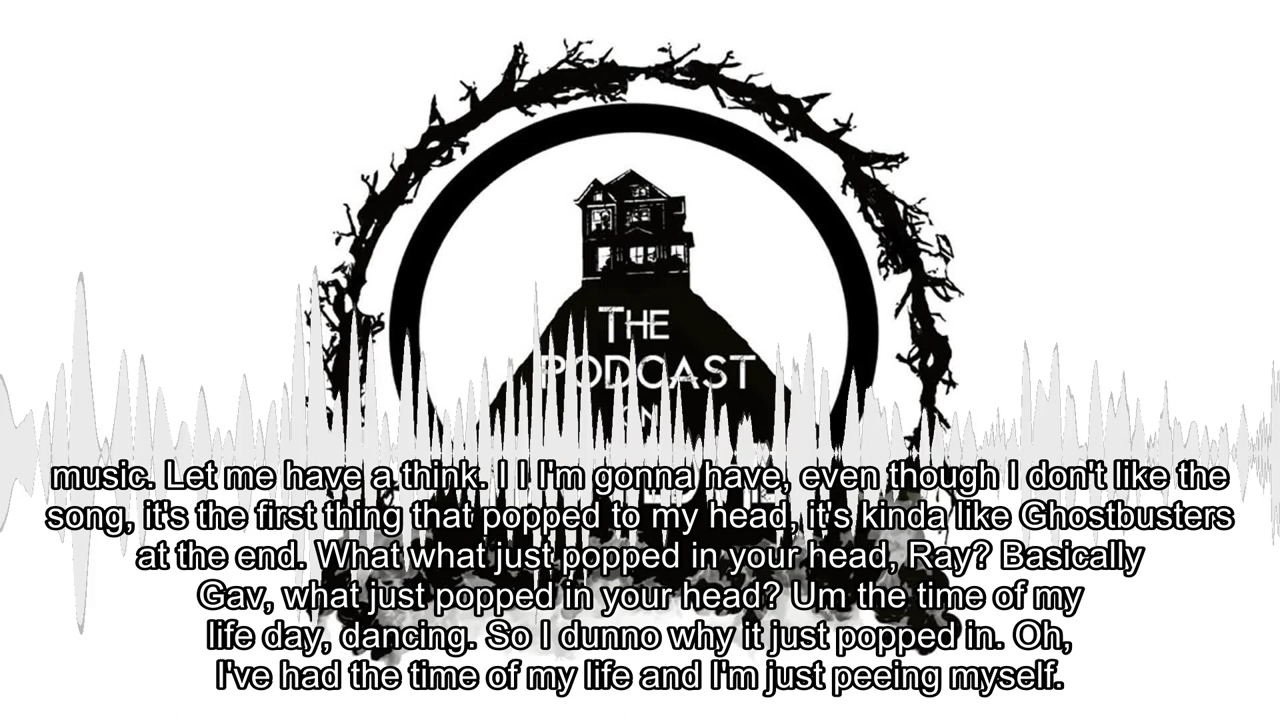 THE
PODCAST
ON
music. Let me have a think. I I I'm gonna have, even though I don't like the
song, it's the first thing that popped to my head, it's kinda like Ghostbusters
at the end. What what just popped in your head, Ray? Basically
Gav, what just popped in your head? Um the time of my
life day, dancing. So I dunno why it just popped in. Oh,
I've had the time of my life and I'm just peeing myself.